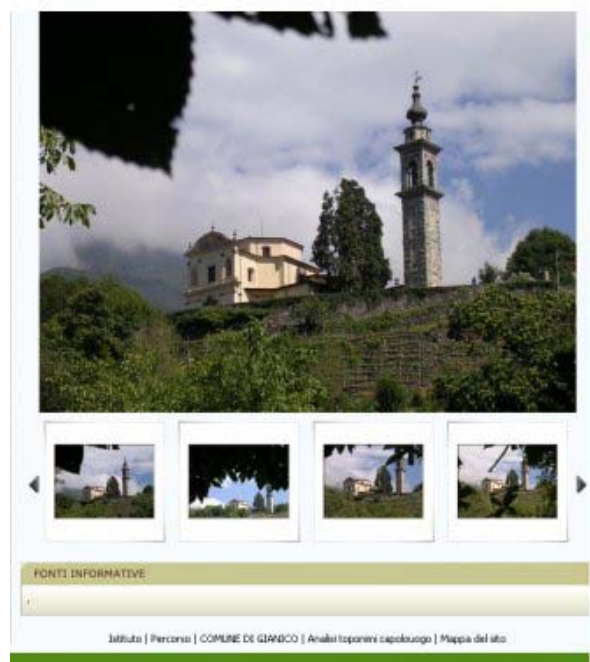 FONTI INFORMATIVE
Istituto | Percorso | COMUNE DI GIANICO | Analisi toponimi capoluogo | Mappa del sito